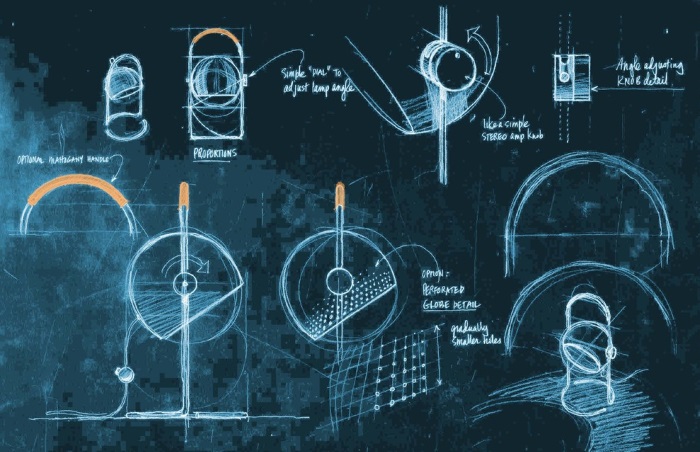 Simple "DIAL" TO
adjust lamp angle
PROPORTIONS
like a simple
STEREO amp knob
Angle adjusting
KNOB detail
OPTIONAL MAHOGANY HANDLE
OPTION =
PERFORATED
GLOBE DETAIL
gradually
smaller holes